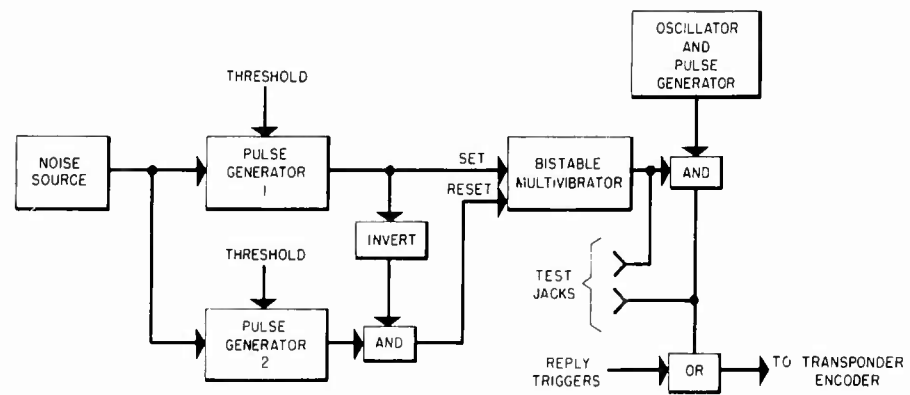 OSCILLATOR
AND
PULSE
GENERATOR
THRESHOLD
NOISE
SOURCE
PULSE
GENERATOR
1
SET
RESET
BISTABLE
MULTIVIBRATOR
AND
INVERT
THRESHOLD
TEST
JACKS
PULSE
GENERATOR
2
AND
REPLY
TRIGGERS
OR
TO TRANSPONDER
ENCODER